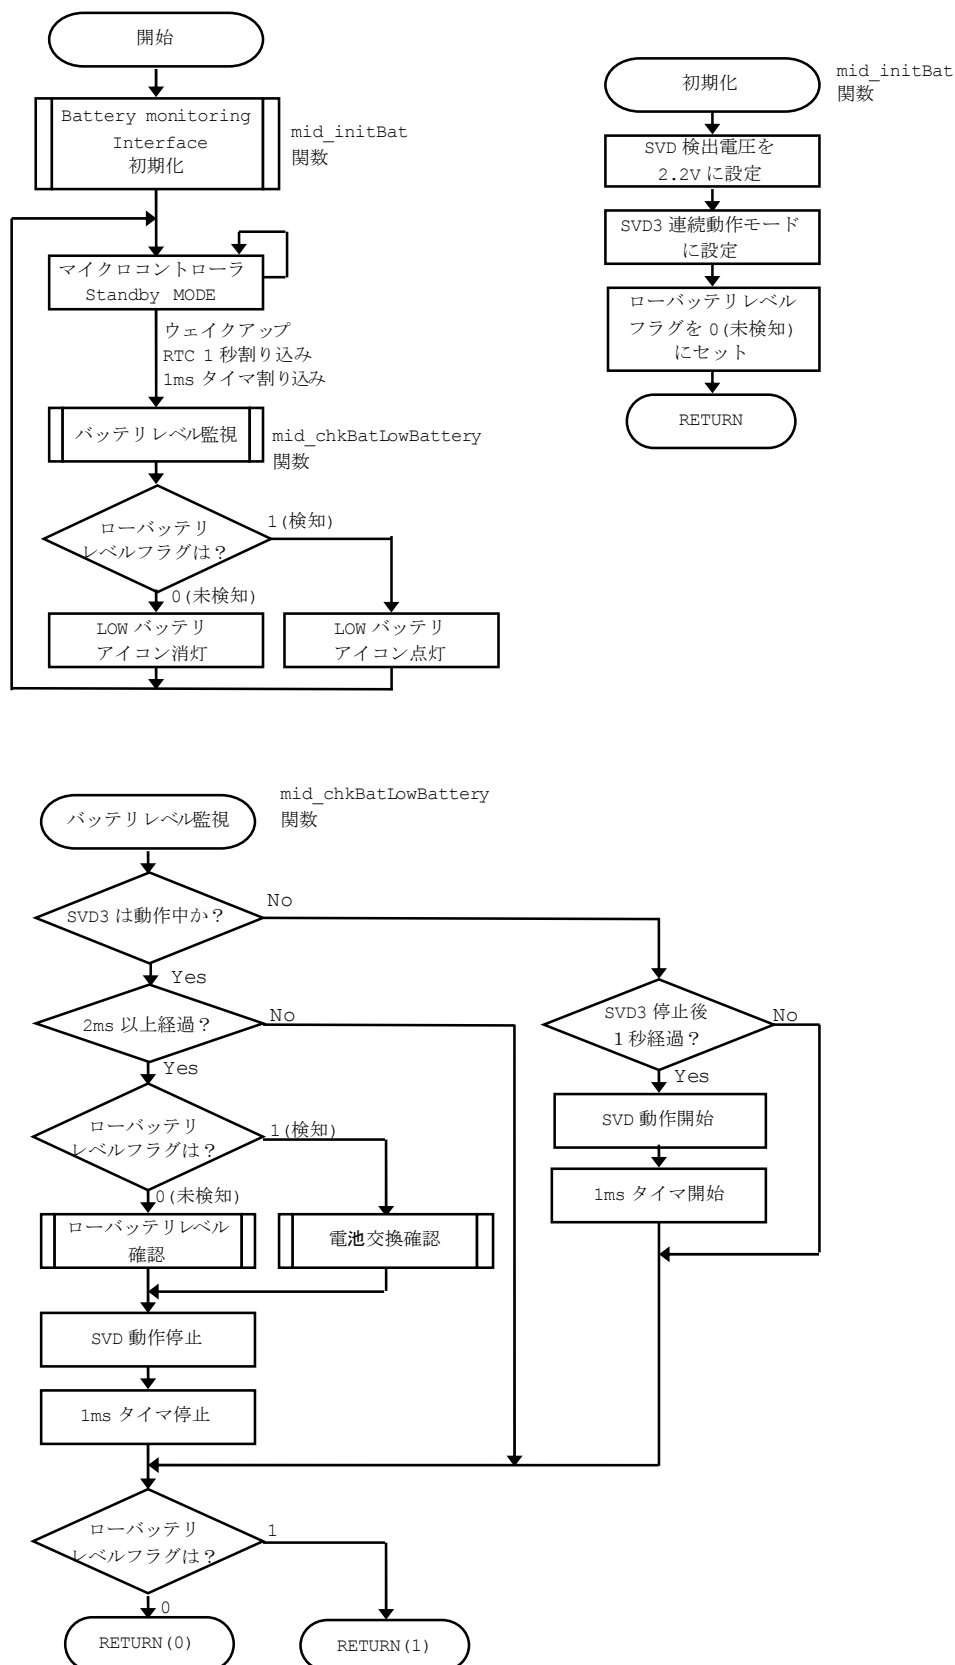 開始
Battery monitoring
Interface
初期化
mid_initBat
関数
マイクロコントローラ
Standby MODE
ウェイクアップ
RTC 1 秒割り込み
1ms タイマ割り込み
バッテリレベル監視
mid_chkBatLowBattery
関数
ローバッテリ
レベルフラグは？
1(検知)
0(未検知)
LOW バッテリ
アイコン消灯
LOW バッテリ
アイコン点灯
初期化
mid_initBat
関数
SVD 検出電圧を
2.2V に設定
SVD3 連続動作モード
に設定
ローバッテリレベル
フラグを 0(未検知)
にセット
RETURN
バッテリレベル監視
mid_chkBatLowBattery
関数
SVD3 は動作中か？
No
Yes
2ms 以上経過？
No
Yes
SVD3 停止後
１秒経過？
No
Yes
SVD 動作開始
1ms タイマ開始
ローバッテリ
レベルフラグは？
1(検知)
0(未検知)
ローバッテリレベル
確認
電池交換確認
SVD 動作停止
1ms タイマ停止
ローバッテリ
レベルフラグは？
1
0
RETURN(0)
RETURN(1)